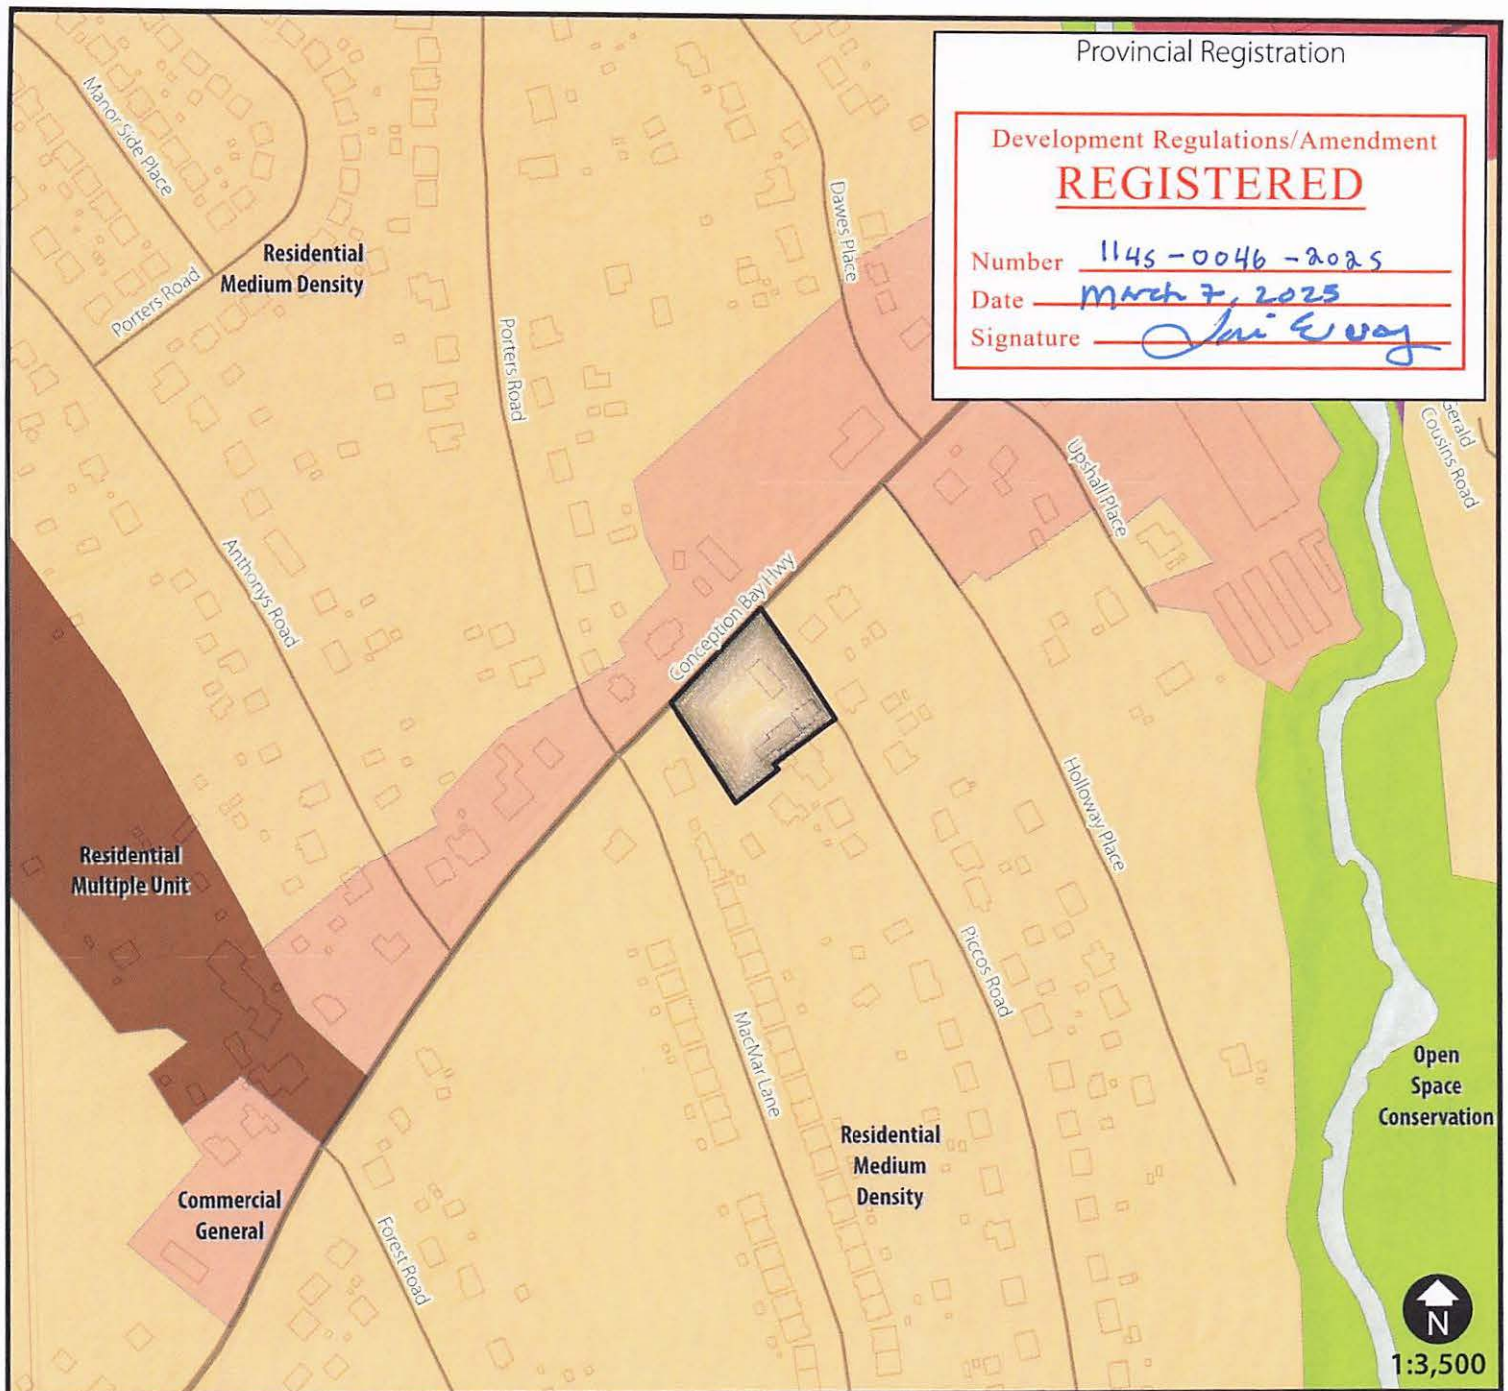 Provincial Registration
Development Regulations/Amendment
REGISTERED
Number 1145-0046-2025
Date March 7, 2025
Signature
Manor Side Place
Residential
Medium Density
Porters Road
Porters Road
Dawes Place
Upshall Place
Gerald
Cousins Road
Anthonys Road
Conception Bay Hwy
Holloway Place
Residential
Multiple Unit
Piccos Road
MacMar Lane
Open
Space
Conservation
Residential
Medium
Density
Commercial
General
Forest Road
N
1:3,500